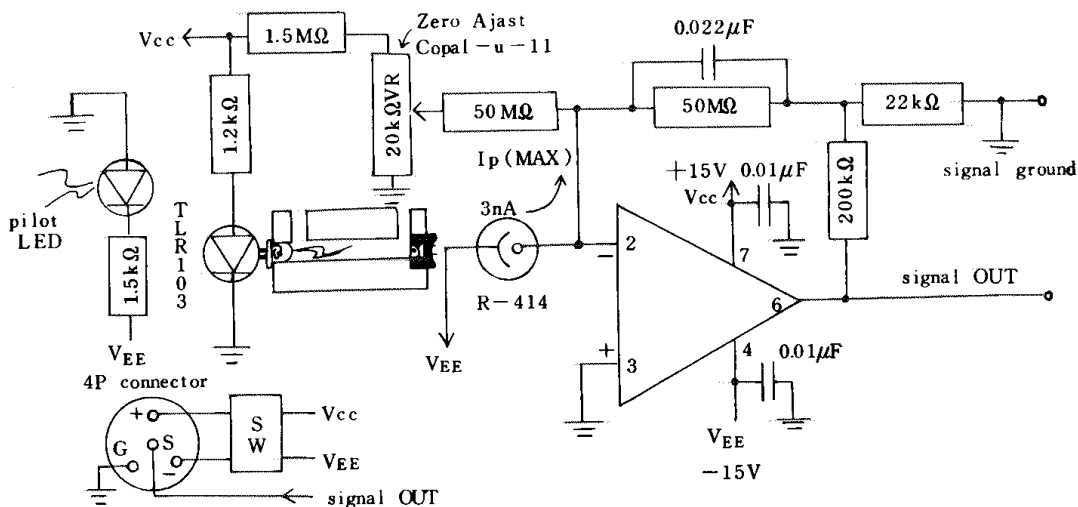 Zero Ajast
Copal-u-11
Vcc
1.5MΩ
0.022μF
20kΩVR
50MΩ
50MΩ
22kΩ
1.2kΩ
signal ground
Ip(MAX)
3nA
+15V
Vcc
0.01μF
200kΩ
pilot
LED
TLR103
1.5kΩ
2
−
7
signal OUT
6
R-414
VEE
+
3
4
0.01μF
VEE
-15V
VEE
4P connector
+
G
S
−
SW
Vcc
VEE
signal OUT